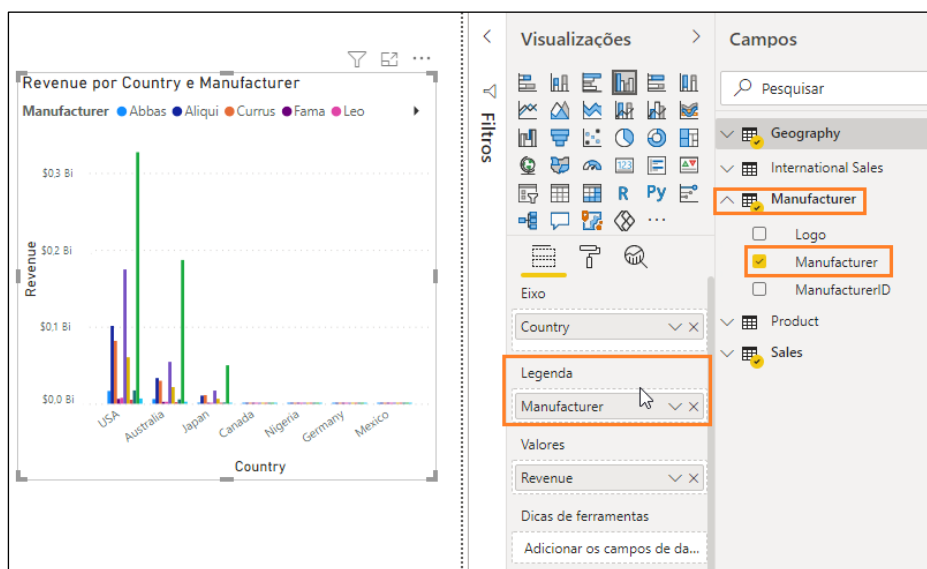 Revenue por Country e Manufacturer
Manufacturer Abbas Aliqui Currus Fama Leo
$0,3 Bi
$0,2 Bi
$0,1 Bi
$0,0 Bi
Revenue
USA
Australia
Japan
Canada
Nigeria
Germany
Mexico
Country
Filtros
Visualizações
123
R
Py
Eixo
Country
Legenda
Manufacturer
Valores
Revenue
Dicas de ferramentas
Adicionar os campos de da...
Campos
Pesquisar
Geography
International Sales
Manufacturer
Logo
Manufacturer
ManufacturerID
Product
Sales